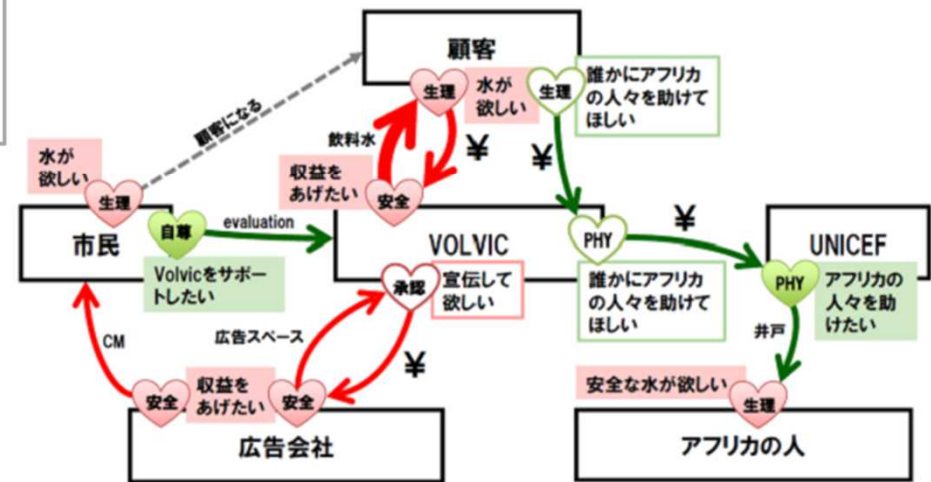 顧客
生理
水が
欲しい
生理
誰かにアフリカ
の人々を助けて
ほしい
顧客になる
飲料水
¥
¥
水が
欲しい
生理
収益を
あげたい
安全
市民
自尊
evaluation
VOLVIC
PHY
¥
UNICEF
Volvicをサポー
トしたい
承認
宣伝して
欲しい
誰かにアフリカ
の人々を助けて
ほしい
PHY
アフリカの
人々を助
けたい
CM
広告スペース
¥
井戸
安全
収益を
あげたい
安全
安全な水が欲しい
生理
広告会社
アフリカの人